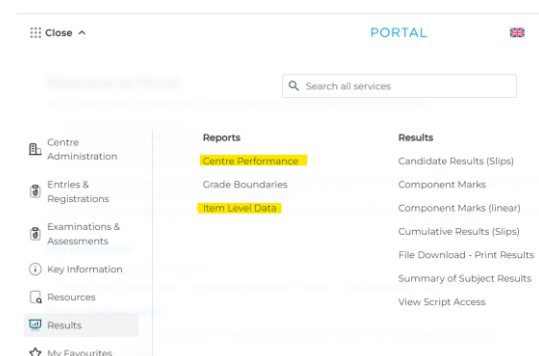 Close
PORTAL
Search all services
Centre
Administration
Entries &
Registrations
Examinations &
Assessments
Key Information
Resources
Results
My Favourites
Reports
Centre Performance
Grade Boundaries
Item Level Data
Results
Candidate Results (Slips)
Component Marks
Component Marks (linear)
Cumulative Results (Slips)
File Download - Print Results
Summary of Subject Results
View Script Access